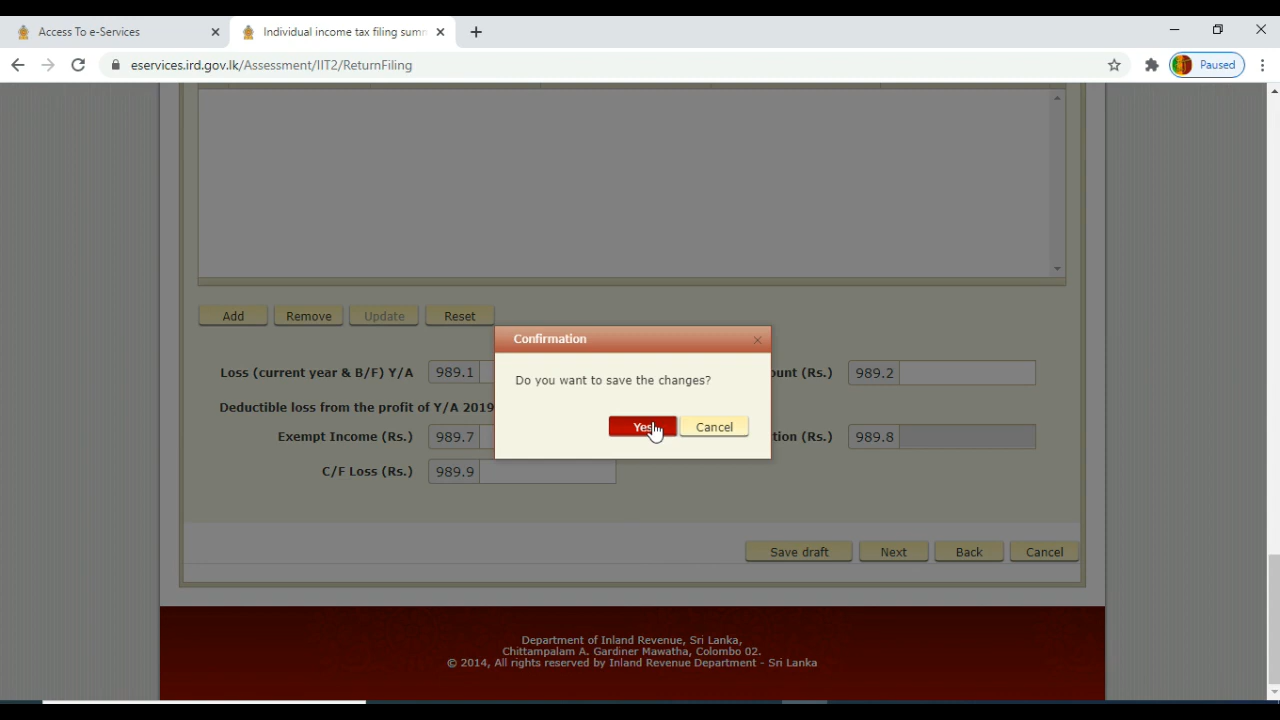 Access To e-Services
Individual income tax filing sum
eservices.ird.gov.lk/Assessment/IIT2/ReturnFiling
Paused
Add Remove Update Reset
Confirmation
Do you want to save the changes?
Yes Cancel
Loss (current year & B/F) Y/A 989.1 unt (Rs.) 989.2
Deductible loss from the profit of Y/A 2019
Exempt Income (Rs.) 989.7 tion (Rs.) 989.8
C/F Loss (Rs.) 989.9
Save draft Next Back Cancel
Department of Inland Revenue, Sri Lanka,
Chittampalam A. Gardiner Mawatha, Colombo 02.
© 2014, All rights reserved by Inland Revenue Department - Sri Lanka